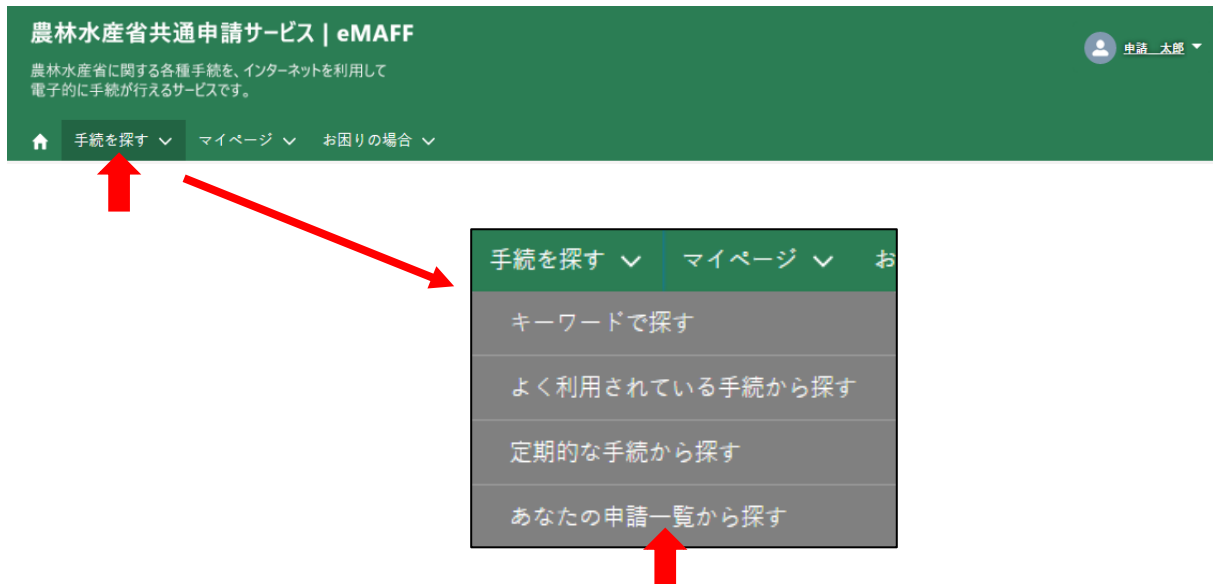 農林水産省共通申請サービス | eMAFF
農林水産省に関する各種手続を、インターネットを利用して
電子的に手続が行えるサービスです。
申請　太郎
手続を探す マイページ お困りの場合
手続を探す マイページ お
キーワードで探す
よく利用されている手続から探す
定期的な手続から探す
あなたの申請一覧から探す